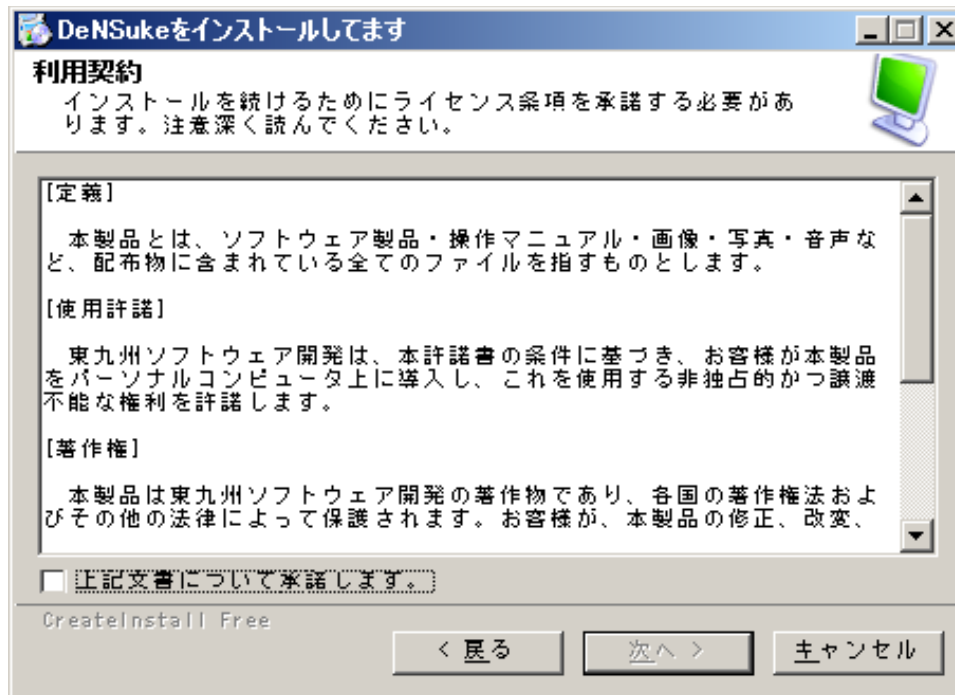 DeNSukeをインストールしてます
利用契約
インストールを続けるためにライセンス条項を承諾する必要があ
ります。注意深く読んでください。
[定義]
本製品とは、ソフトウェア製品・操作マニュアル・画像・写真・音声な
ど、配布物に含まれている全てのファイルを指すものとします。
[使用許諾]
東九州ソフトウェア開発は、本許諾書の条件に基づき、お客様が本製品
をパーソナルコンピュータ上に導入し、これを使用する非独占的かつ譲渡
不能な権利を許諾します。
[著作権]
本製品は東九州ソフトウェア開発の著作物であり、各国の著作権法およ
びその他の法律によって保護されます。お客様が、本製品の修正、改変、
上記文書について承諾します。
CreateInstall Free
< 戻る
次へ >
キャンセル